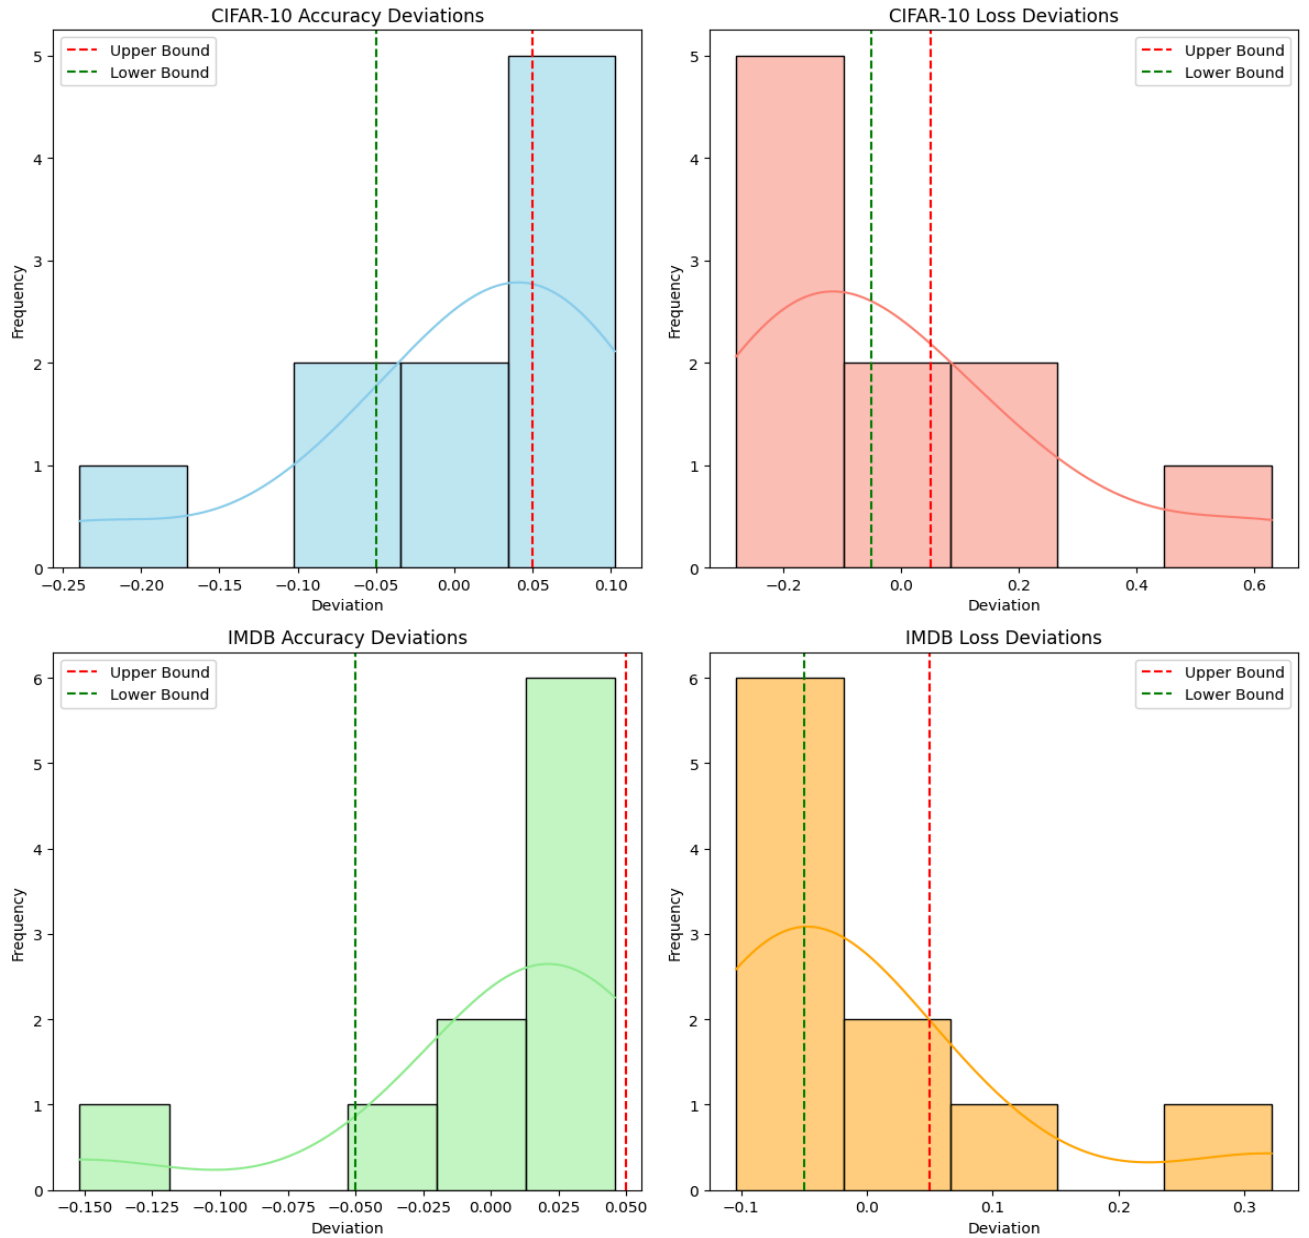 CIFAR-10 Accuracy Deviations
Upper Bound
Lower Bound
Frequency
5
4
3
2
1
0
−0.25 −0.20 −0.15 −0.10 −0.05 0.00 0.05 0.10
Deviation
CIFAR-10 Loss Deviations
Upper Bound
Lower Bound
Frequency
5
4
3
2
1
0
−0.2 0.0 0.2 0.4 0.6
Deviation
IMDB Accuracy Deviations
Upper Bound
Lower Bound
Frequency
6
5
4
3
2
1
0
−0.150 −0.125 −0.100 −0.075 −0.050 −0.025 0.000 0.025 0.050
Deviation
IMDB Loss Deviations
Upper Bound
Lower Bound
Frequency
6
5
4
3
2
1
0
−0.1 0.0 0.1 0.2 0.3
Deviation